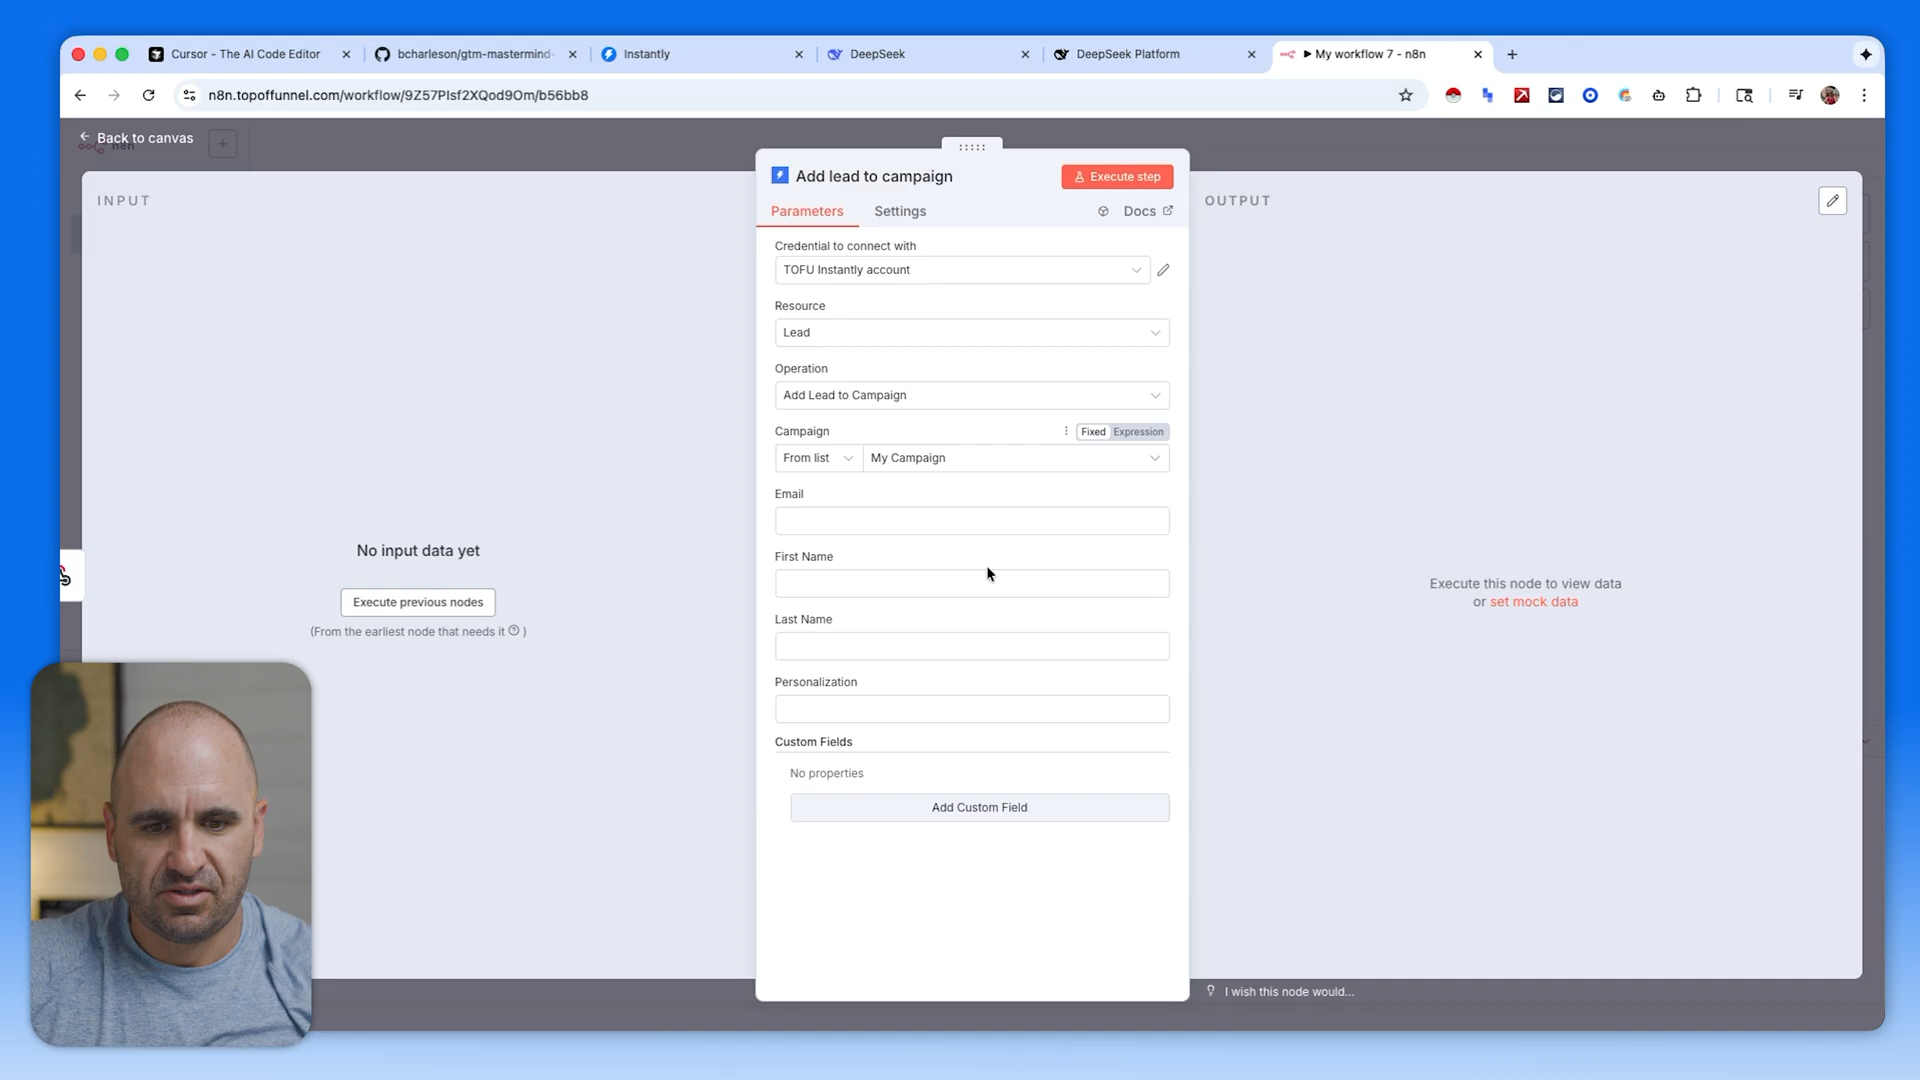 Cursor - The AI Code Editor
bcharleson/gtm-mastermind-
Instantly
DeepSeek
DeepSeek Platform
My workflow 7 - n8n
n8n.topoffunnel.com/workflow/9Z57PIsf2XQod9Om/b56bb8
Back to canvas
n8n
INPUT
Add lead to campaign
Execute step
OUTPUT
Parameters
Settings
Docs
Credential to connect with
TOFU Instantly account
Resource
Lead
Operation
Add Lead to Campaign
Campaign
Fixed Expression
From list
My Campaign
Email
No input data yet
First Name
Execute previous nodes
(From the earliest node that needs it )
Execute this node to view data
or set mock data
Last Name
Personalization
Custom Fields
No properties
Add Custom Field
I wish this node would...